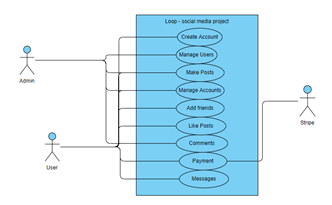 Loop - social media project
Create Account
Manage Users
Make Posts
Manage Accounts
Add friends
Like Posts
Comments
Payment
Messages
Admin
User
Stripe